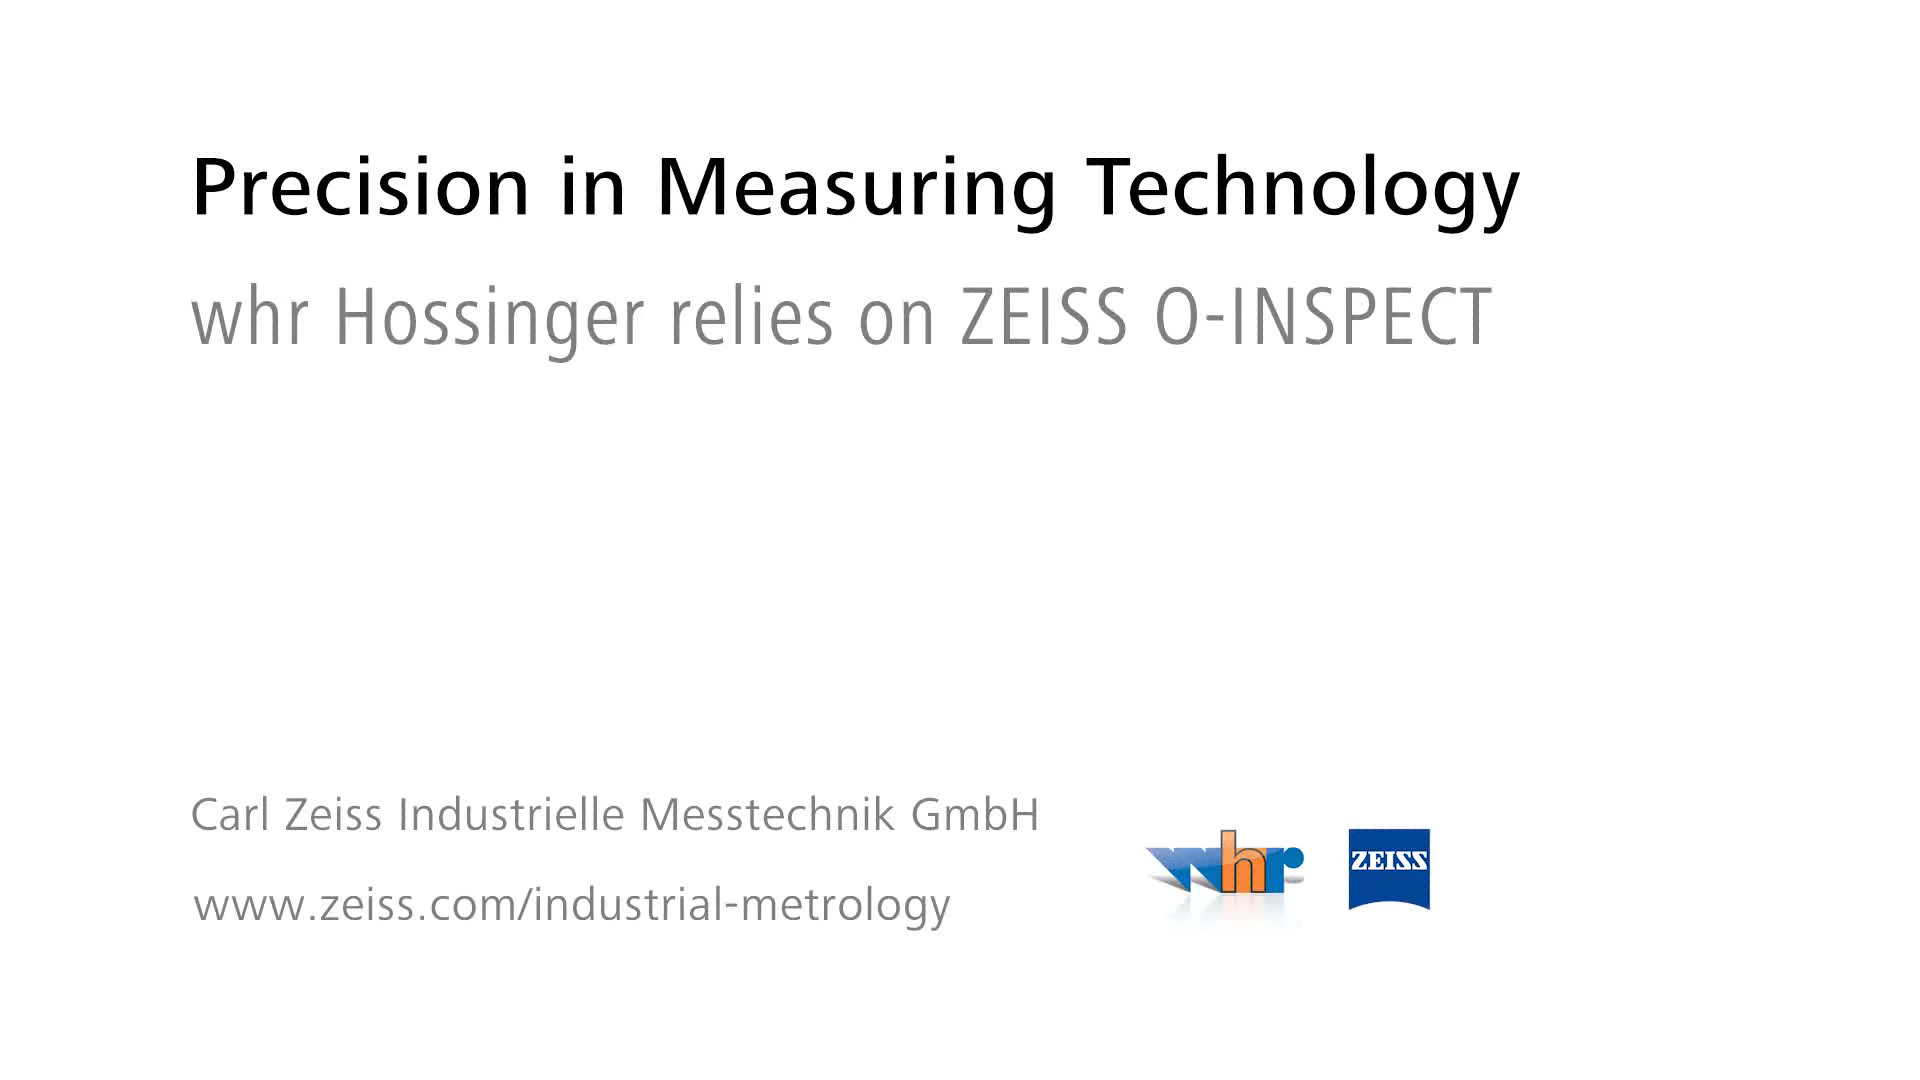 Precision in Measuring Technology
whr Hossinger relies on ZEISS O-INSPECT
Carl Zeiss Industrielle Messtechnik GmbH
www.zeiss.com/industrial-metrology
whr
ZEISS